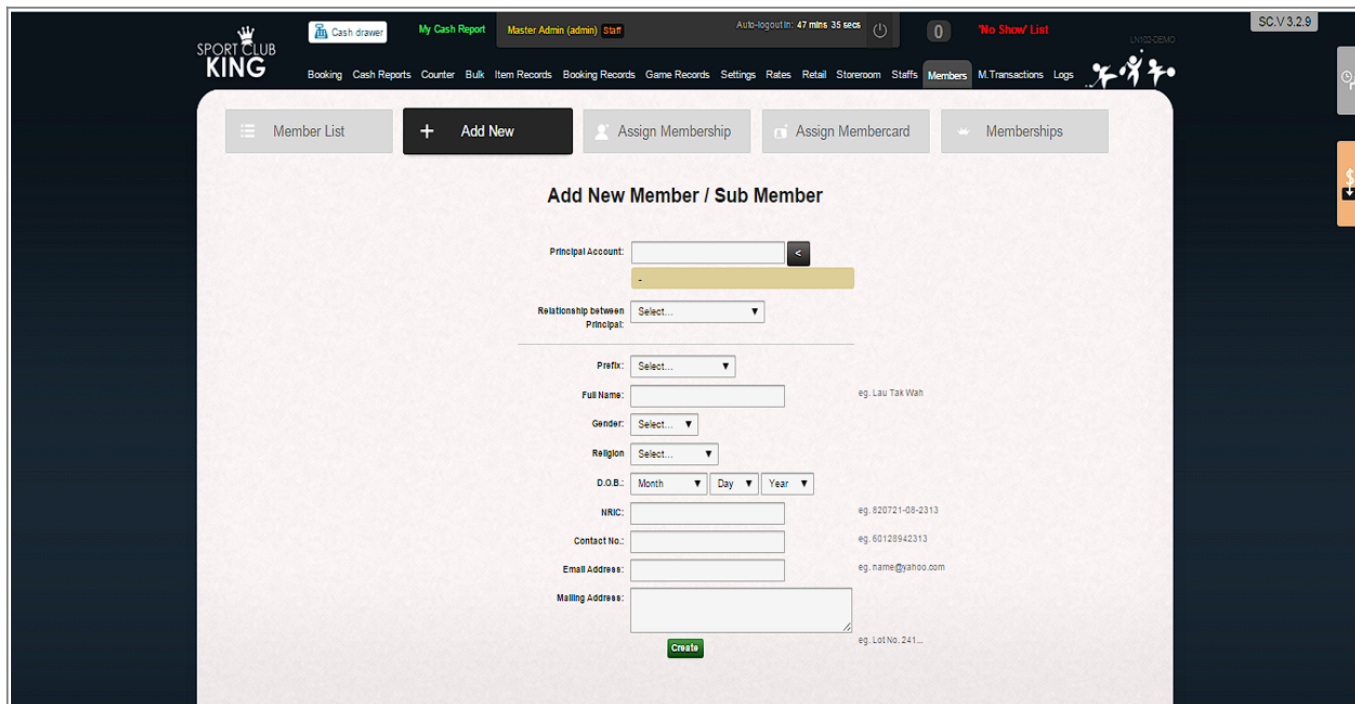 SC.V 3.2.9
SPORT CLUB
KING
Cash drawer
My Cash Report
Master Admin (admin) Staff
Auto-logout in: 47 mins 35 secs
0
'No Show' List
LN102-DEMO
Booking Cash Reports Counter Bulk Item Records Booking Records Game Records Settings Rates Retail Storeroom Staffs Members M.Transactions Logs
Member List
+ Add New
Assign Membership
Assign Membercard
Memberships
Add New Member / Sub Member
Principal Account: <
-
Relationship between
Principal: Select...
Prefix: Select...
Full Name: eg. Lau Tak Wah
Gender: Select...
Religion Select...
D.O.B.: Month Day Year
NRIC: eg. 820721-08-2313
Contact No.: eg. 60128942313
Email Address: eg. name@yahoo.com
Mailing Address:
eg. Lot No. 241...
Create
$